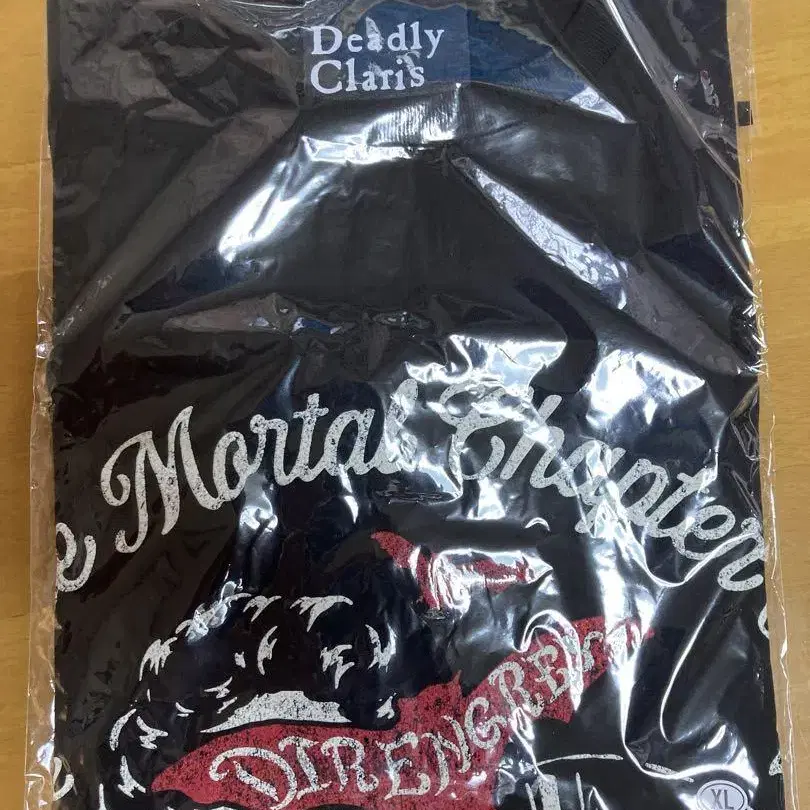 Deadly
Claris
e Mortal Chapter
DIRENGREY
XL